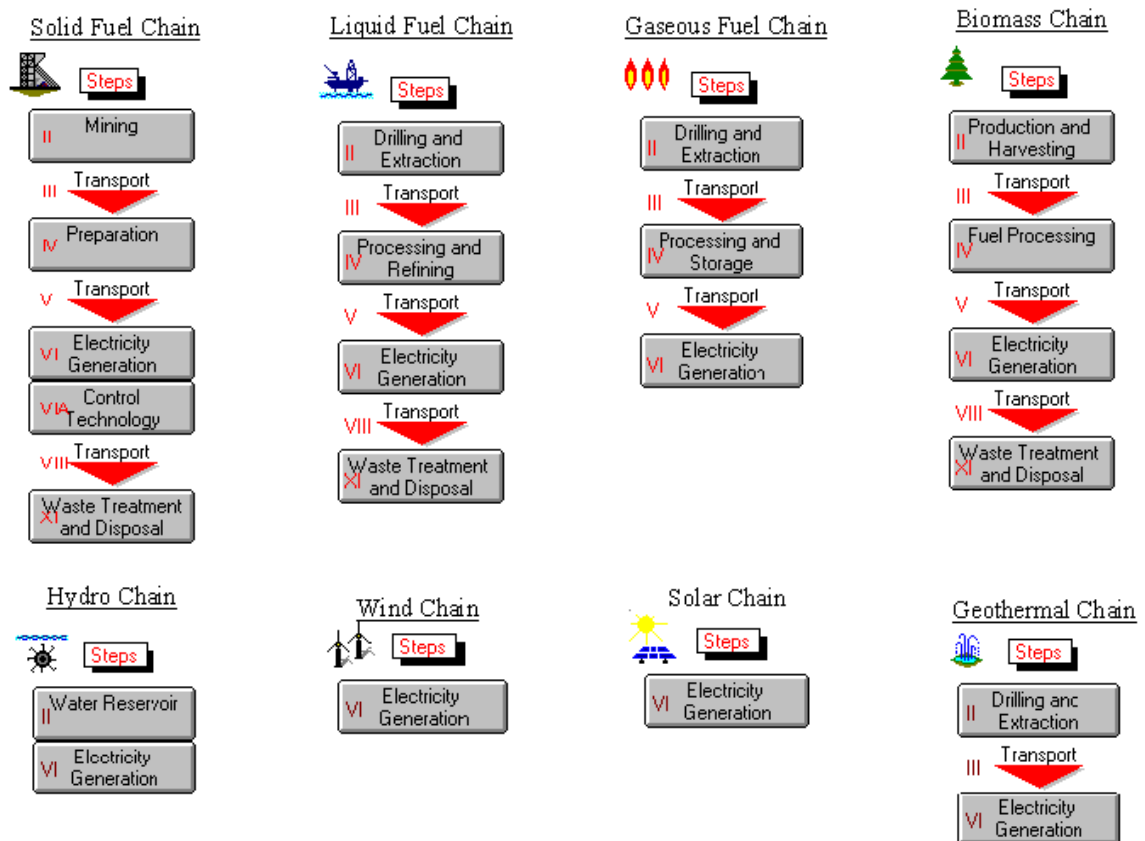 Solid Fuel Chain
Steps
II Mining
III Transport
IV Preparation
V Transport
VI Electricity
Generation
VIA Control
Technology
VIII Transport
XI Waste Treatment
and Disposal
Liquid Fuel Chain
Steps
II Drilling and
Extraction
III Transport
IV Processing and
Refining
V Transport
VI Electricity
Generation
VIII Transport
XI Waste Treatment
and Disposal
Gaseous Fuel Chain
Steps
II Drilling and
Extraction
III Transport
IV Processing and
Storage
V Transport
VI Electricity
Generation
Biomass Chain
Steps
II Production and
Harvesting
III Transport
IV Fuel Processing
V Transport
VI Electricity
Generation
VIII Transport
XI Waste Treatment
and Disposal
Hydro Chain
Steps
II Water Reservoir
VI Electricity
Generation
Wind Chain
Steps
VI Electricity
Generation
Solar Chain
Steps
VI Electricity
Generation
Geothermal Chain
Steps
II Drilling and
Extraction
III Transport
VI Electricity
Generation